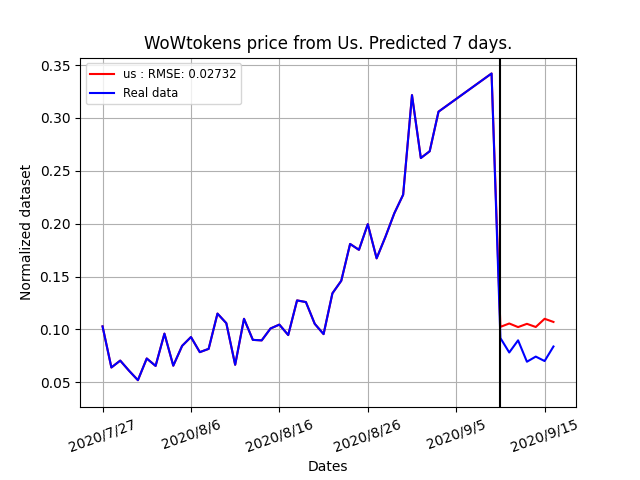 WoWtokens price from Us. Predicted 7 days.
us : RMSE: 0.02732
Real data
Normalized dataset
0.35
0.30
0.25
0.20
0.15
0.10
0.05
2020/7/27
2020/8/6
2020/8/16
2020/8/26
2020/9/5
2020/9/15
Dates